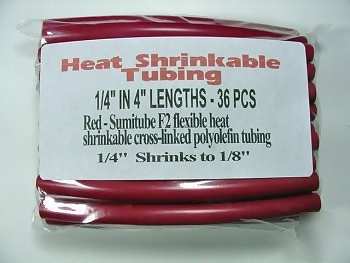 Heat Shrinkable
Tubing
1/4" IN 4" LENGTHS - 36 PCS
Red - Sumitube F2 flexible heat
shrinkable cross-linked polyolefin tubing
1/4" Shrinks to 1/8"